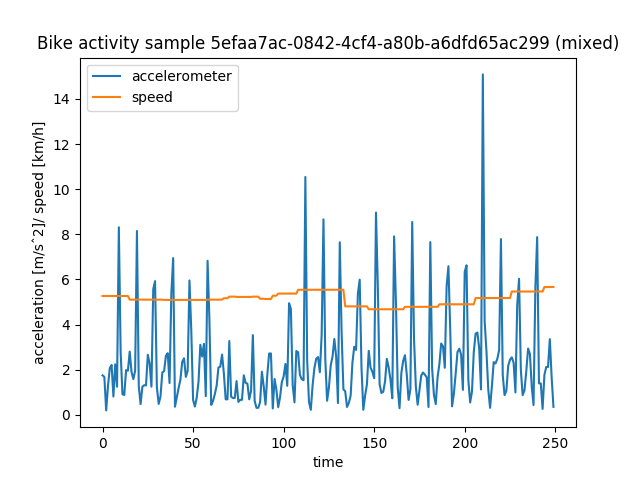 Bike activity sample 5efaa7ac-0842-4cf4-a80b-a6dfd65ac299 (mixed)
accelerometer
speed
14
12
10
8
6
4
2
0
acceleration [m/s^2]/ speed [km/h]
0 50 100 150 200 250
time